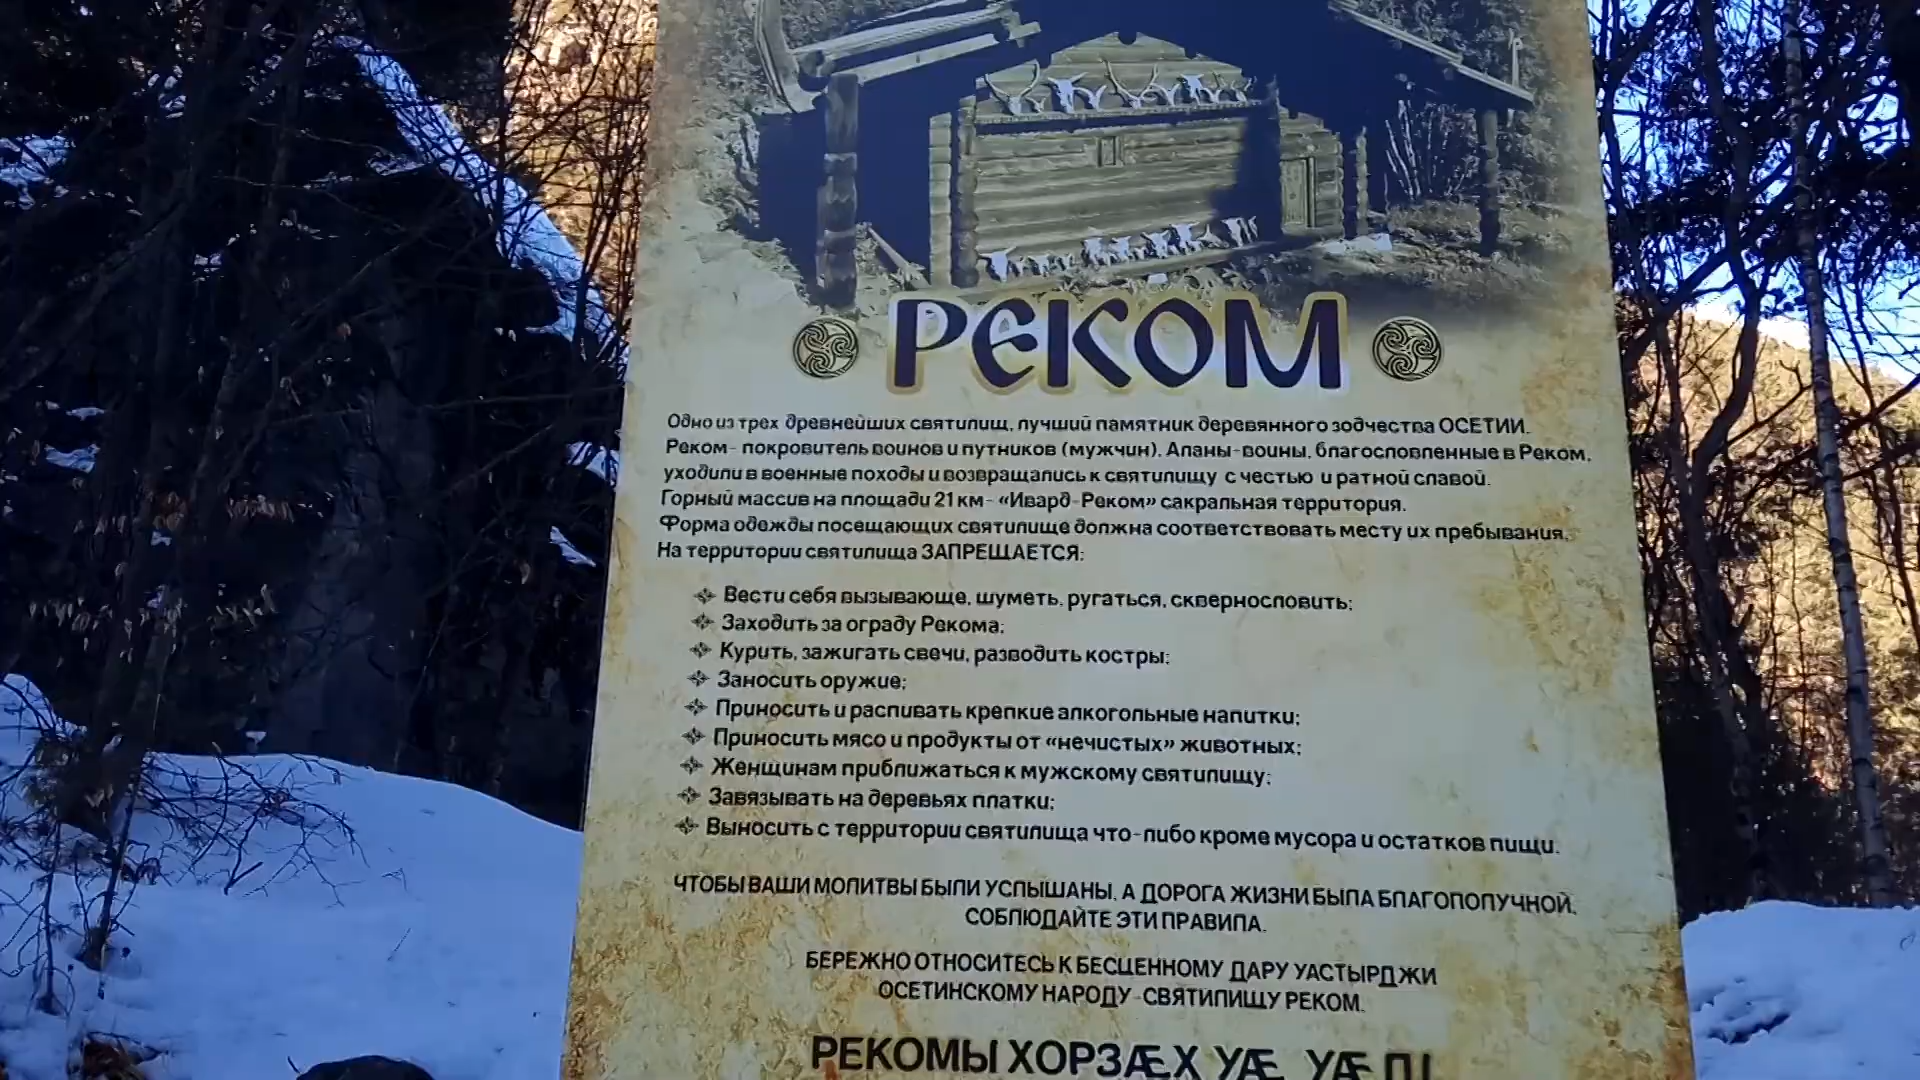 РЕКОМ
Одно из трех древнейших святилищ, лучший памятник деревянного зодчества ОСЕТИИ.
Реком- покровитель воинов и путников (мужчин). Аланы-воины, благословленные в Реком,
уходили в военные походы и возвращались к святилищу с честью и ратной славой.
Горный массив на площади 21 км- «Ивард-Реком» сакральная территория.
Форма одежды посещающих святилище должна соответствовать месту их пребывания.
На территории святилища ЗАПРЕЩАЕТСЯ:
Вести себя вызывающе, шуметь, ругаться, сквернословить;
Заходить за ограду Рекома;
Курить, зажигать свечи, разводить костры;
Заносить оружие;
Приносить и распивать крепкие алкогольные напитки;
Приносить мясо и продукты от «нечистых» животных;
Женщинам приближаться к мужскому святилищу;
Завязывать на деревьях платки;
Выносить с территории святилища что-либо кроме мусора и остатков пищи.
ЧТОБЫ ВАШИ МОЛИТВЫ БЫЛИ УСЛЫШАНЫ, А ДОРОГА ЖИЗНИ БЫЛА БЛАГОПОЛУЧНОЙ,
СОБЛЮДАЙТЕ ЭТИ ПРАВИЛА.
БЕРЕЖНО ОТНОСИТЕСЬ К БЕСЦЕННОМУ ДАРУ УАСТЫРДЖИ
ОСЕТИНСКОМУ НАРОДУ -СВЯТИЛИЩУ РЕКОМ.
РЕКОМЫ ХОРЗÆХ УÆ